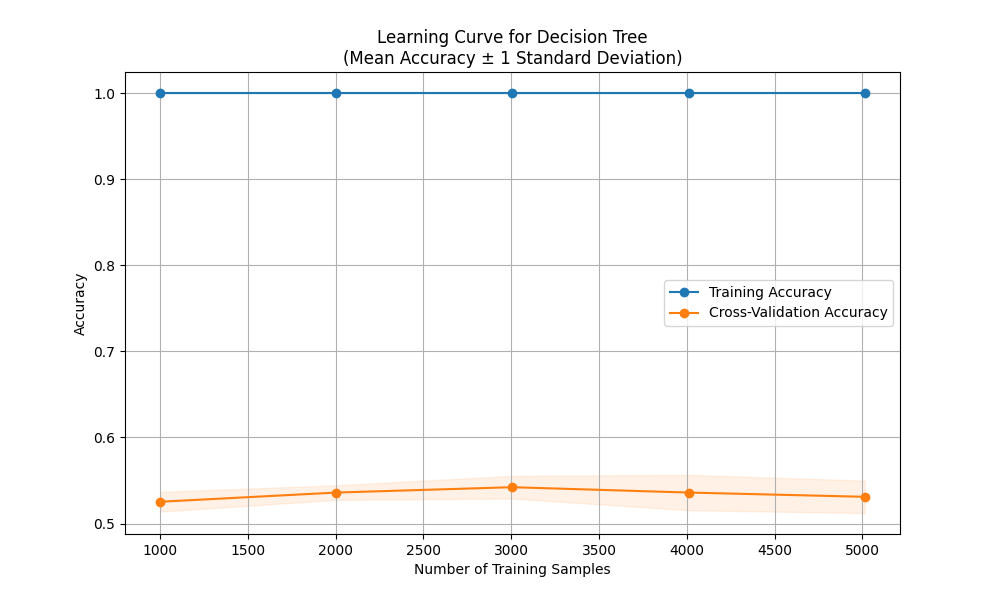 Learning Curve for Decision Tree
(Mean Accuracy ± 1 Standard Deviation)
1.0
0.9
0.8
0.7
0.6
0.5
Accuracy
Training Accuracy
Cross-Validation Accuracy
1000 1500 2000 2500 3000 3500 4000 4500 5000
Number of Training Samples